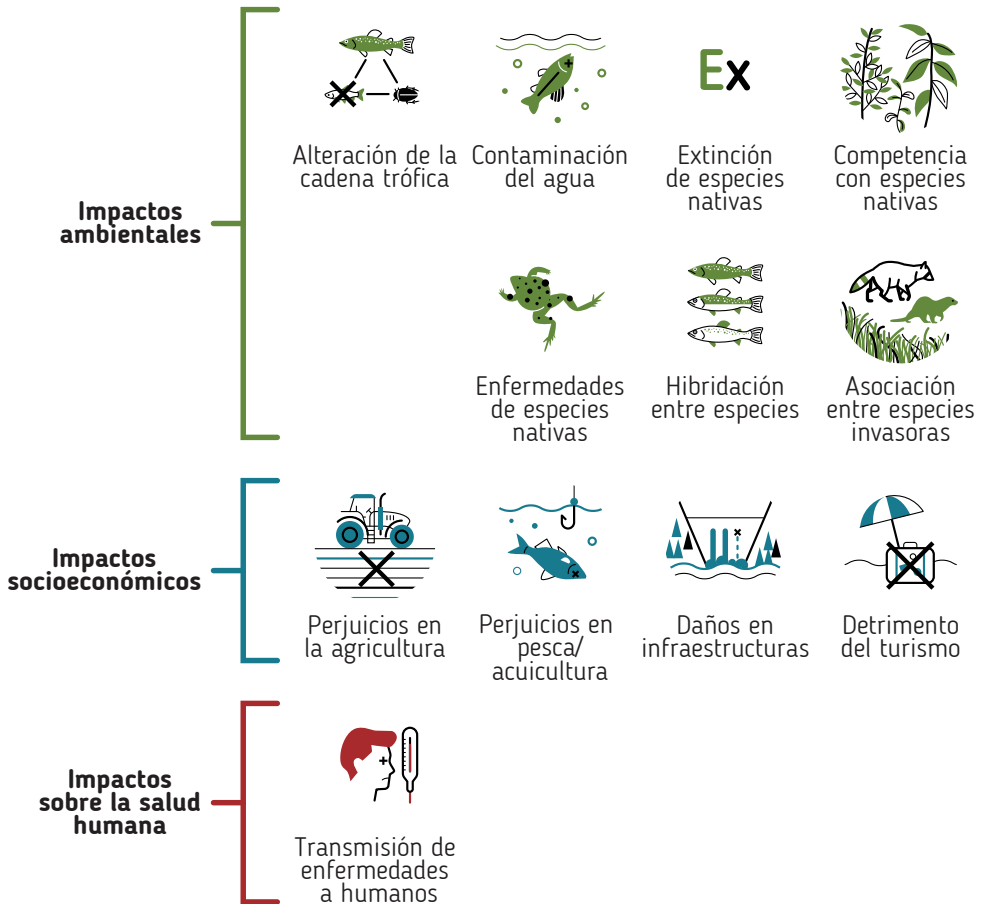 Impactos
ambientales
Alteración de la
cadena trófica
Contaminación
del agua
Ex
Extinción
de especies
nativas
Competencia
con especies
nativas
Enfermedades
de especies
nativas
Hibridación
entre especies
Asociación
entre especies
invasoras
Impactos
socioeconómicos
Perjuicios en
la agricultura
Perjuicios en
pesca/
acuicultura
Daños en
infraestructuras
Detrimento
del turismo
Impactos
sobre la salud
humana
Transmisión de
enfermedades
a humanos